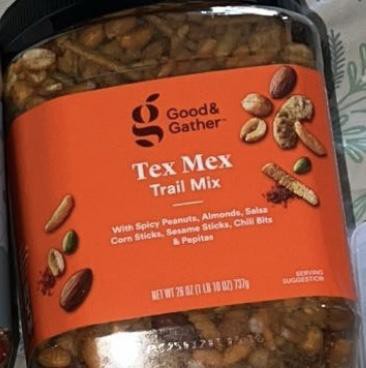 Good&
Gather™
Tex Mex
Trail Mix
With Spicy Peanuts, Almonds, Salsa
Corn Sticks, Sesame Sticks, Chili Bits
& Pepitas
SERVING
SUGGESTION
NET WT 26 OZ (1 LB 10 OZ) 737g